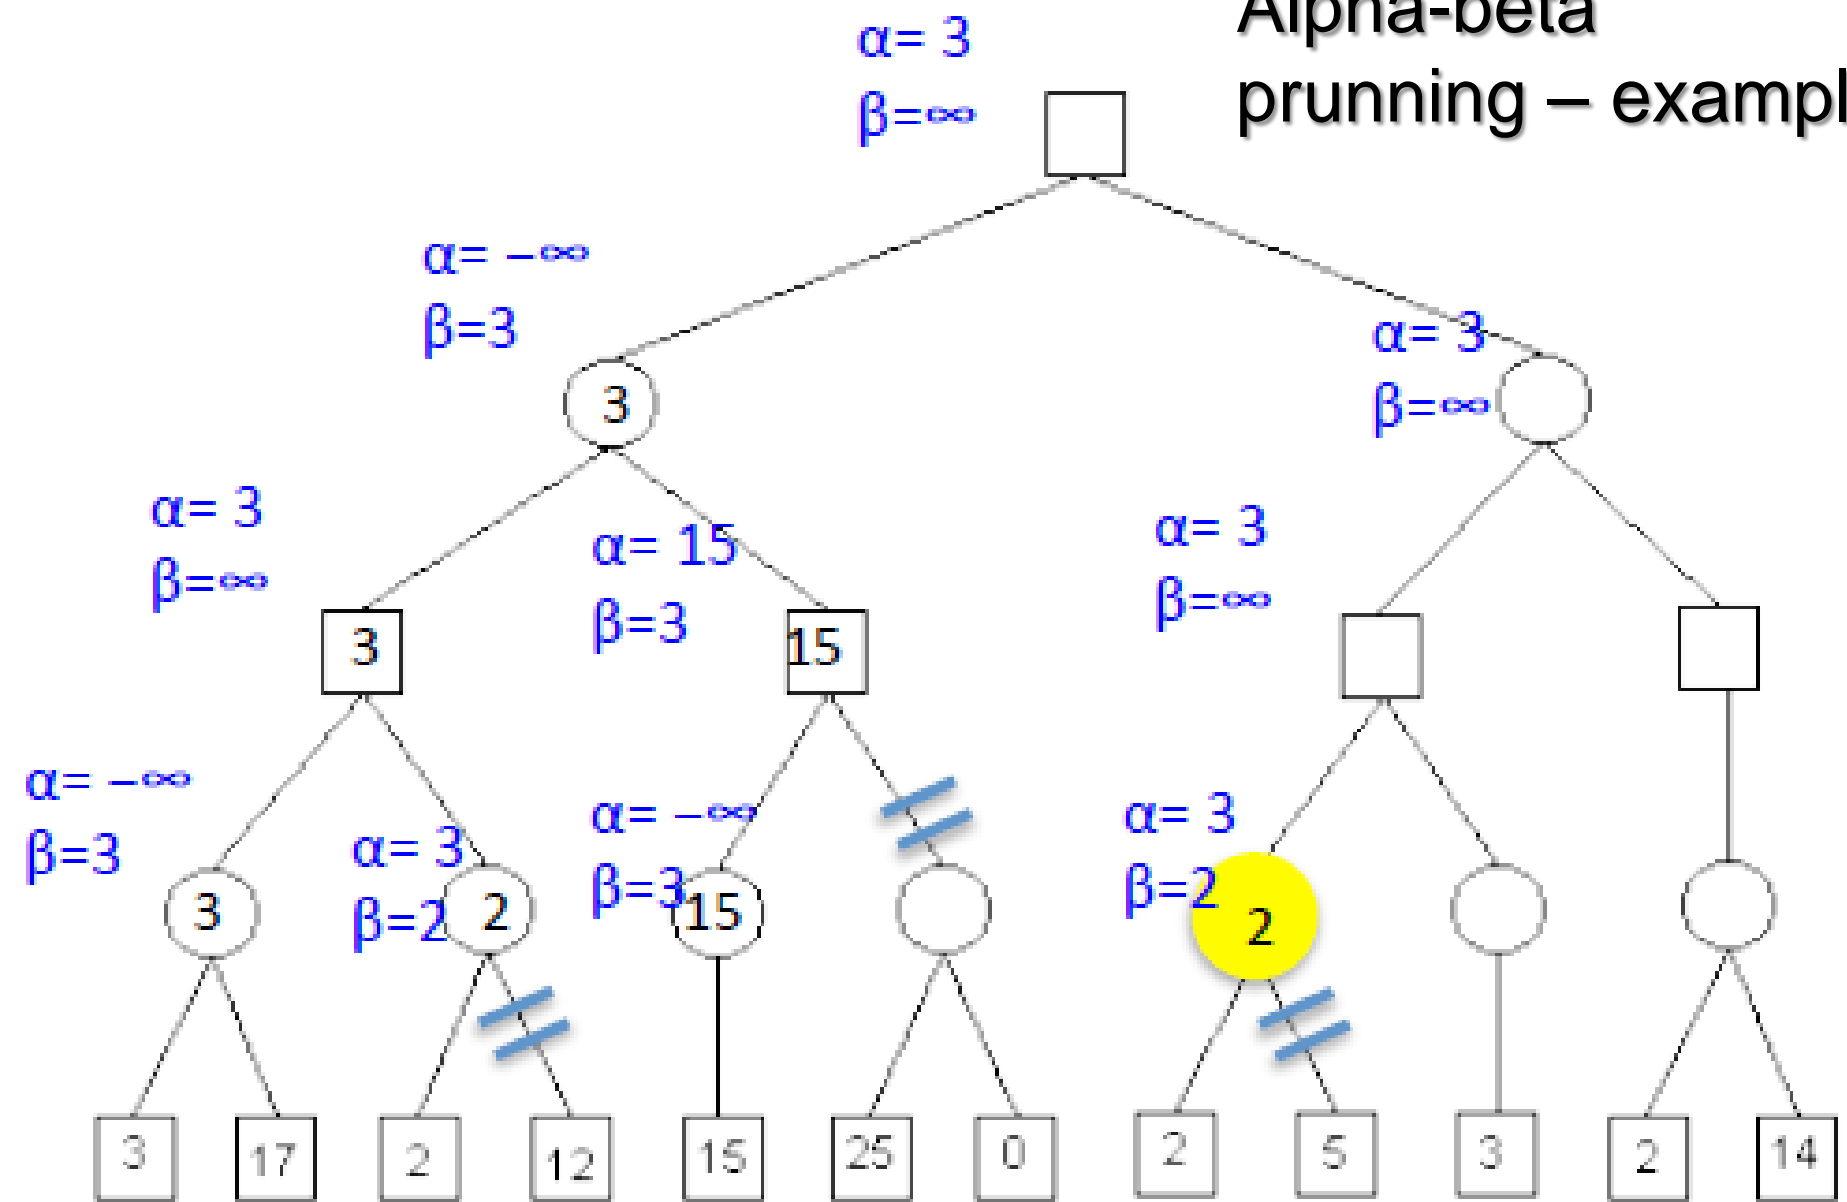 Alpha-beta
prunning – exampl
α= 3
β=∞
α= –∞
β=3
α= 3
β=∞
3
α= 3
β=∞
α= 15
β=3
α= 3
β=∞
3
15
α= –∞
β=3
α= 3
β=2
α= –∞
β=3
α= 3
β=2
3
2
15
2
3
17
2
12
15
25
0
2
5
3
2
14